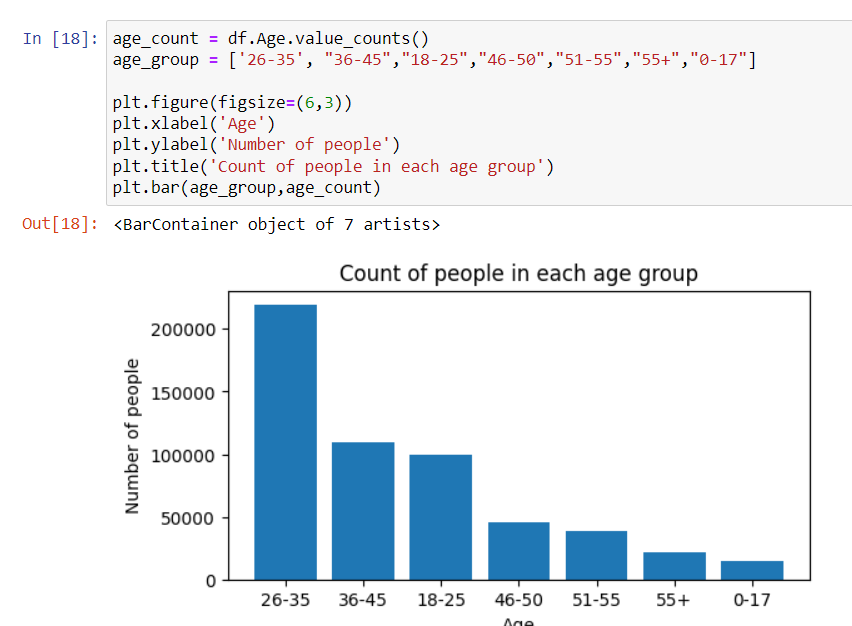 In [18]: age_count = df.Age.value_counts()
age_group = ['26-35', "36-45","18-25","46-50","51-55","55+","0-17"]
plt.figure(figsize=(6,3))
plt.xlabel('Age')
plt.ylabel('Number of people')
plt.title('Count of people in each age group')
plt.bar(age_group,age_count)
Out[18]: <BarContainer object of 7 artists>
Count of people in each age group
Number of people
200000
150000
100000
50000
0
26-35 36-45 18-25 46-50 51-55 55+ 0-17
Age